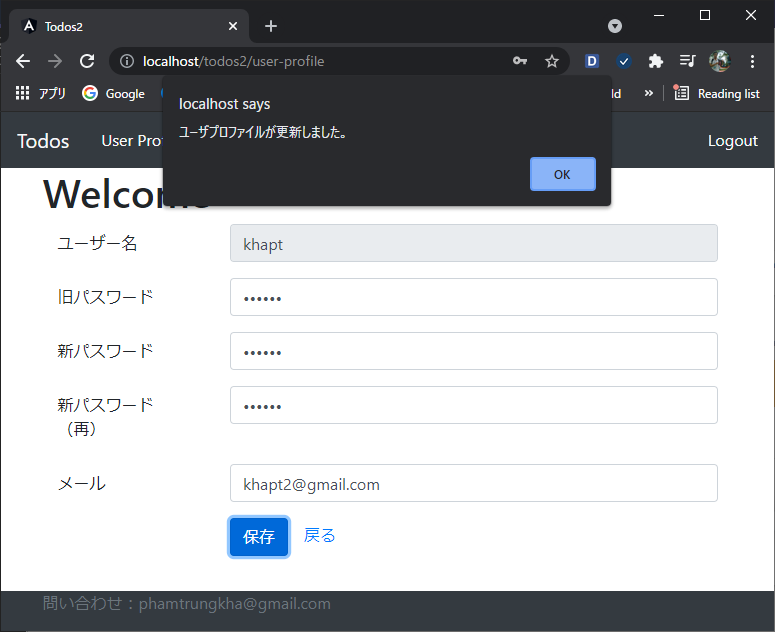 Todos2
localhost/todos2/user-profile
アプリ Google
Reading list
localhost says
ユーザプロファイルが更新しました。
OK
Todos User Pro Logout
Welcome
ユーザー名 khapt
旧パスワード ••••••
新パスワード ••••••
新パスワード ••••••
（再）
メール khapt2@gmail.com
保存 戻る
問い合わせ：phamtrungkha@gmail.com